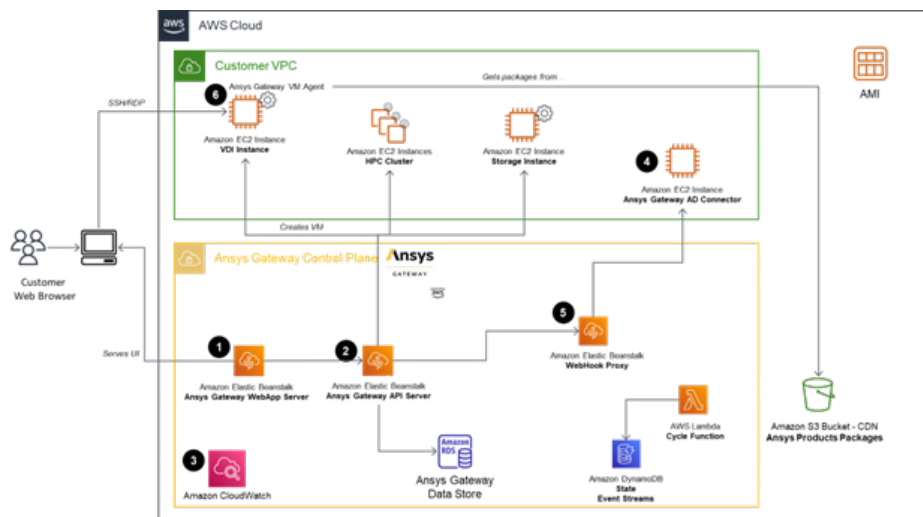 aws
AWS Cloud
Customer VPC
Gets packages from ..
AMI
Ansys Gateway VM Agent
6
SSH/RDP
Amazon EC2 Instance
VDI Instance
Amazon EC2 Instances
HPC Cluster
Amazon EC2 Instance
Storage Instance
4
Amazon EC2 Instance
Ansys Gateway AD Connector
Creates VM
Ansys Gateway Control Plane
Ansys
GATEWAY
aws
Customer
Web Browser
Serves UI
1
Amazon Elastic Beanstalk
Ansys Gateway WebApp Server
2
Amazon Elastic Beanstalk
Ansys Gateway API Server
5
Amazon Elastic Beanstalk
WebHook Proxy
AWS Lambda
Cycle Function
Amazon S3 Bucket - CDN
Ansys Products Packages
3
Amazon CloudWatch
Amazon
RDS
Ansys Gateway
Data Store
Amazon DynamoDB
State
Event Streams